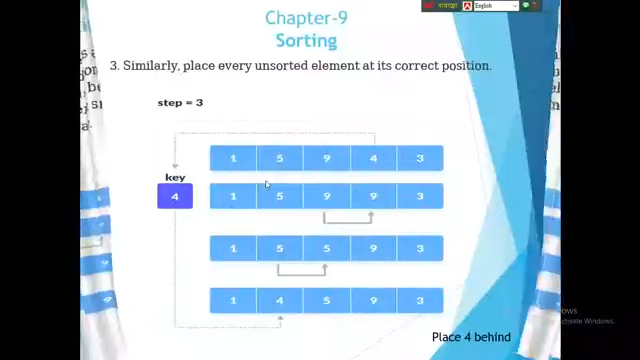 Chapter-9
English
Sorting
3. Similarly, place every unsorted element at its correct position.
step = 3
1 5 9 4 3
key
4
1 5 9 9 3
1 5 5 9 3
1 4 5 9 3
Place 4 behind